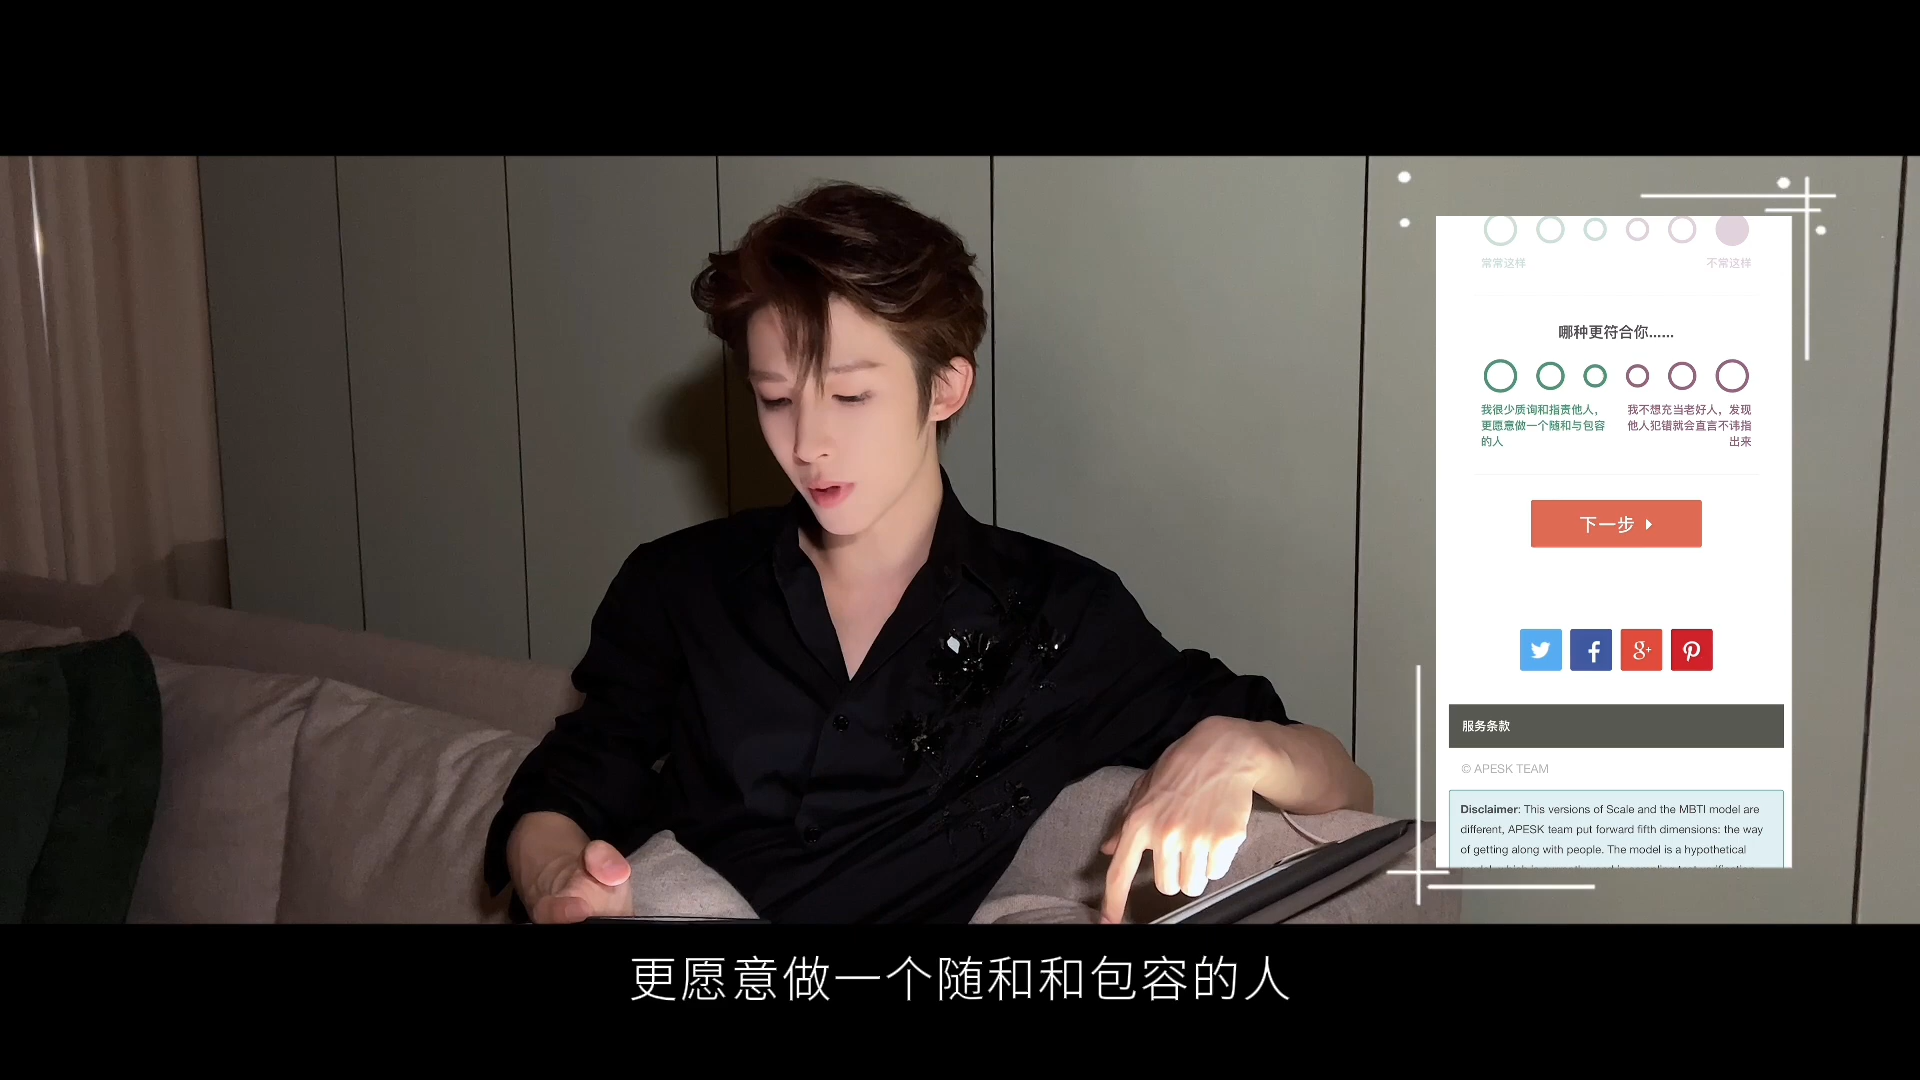 常常这样
不常这样
哪种更符合你......
我很少质询和指责他人，
更愿意做一个随和与包容
的人
我不想充当老好人，发现
他人犯错就会直言不讳指
出来
下一步
服务条款
© APESK TEAM
Disclaimer: This versions of Scale and the MBTI model are
different, APESK team put forward fifth dimensions: the way
of getting along with people. The model is a hypothetical
更愿意做一个随和和包容的人